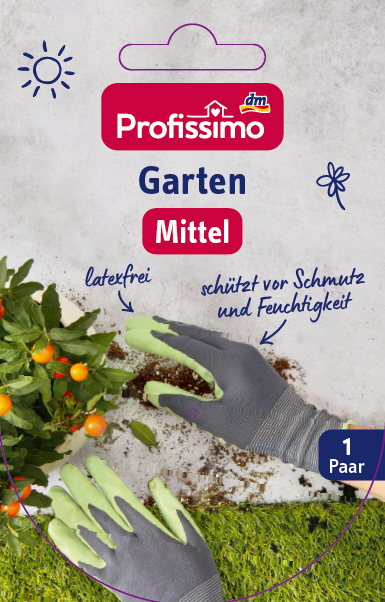 dm
Profissimo
Garten
Mittel
latexfrei
schützt vor Schmutz
und Feuchtigkeit
1
Paar